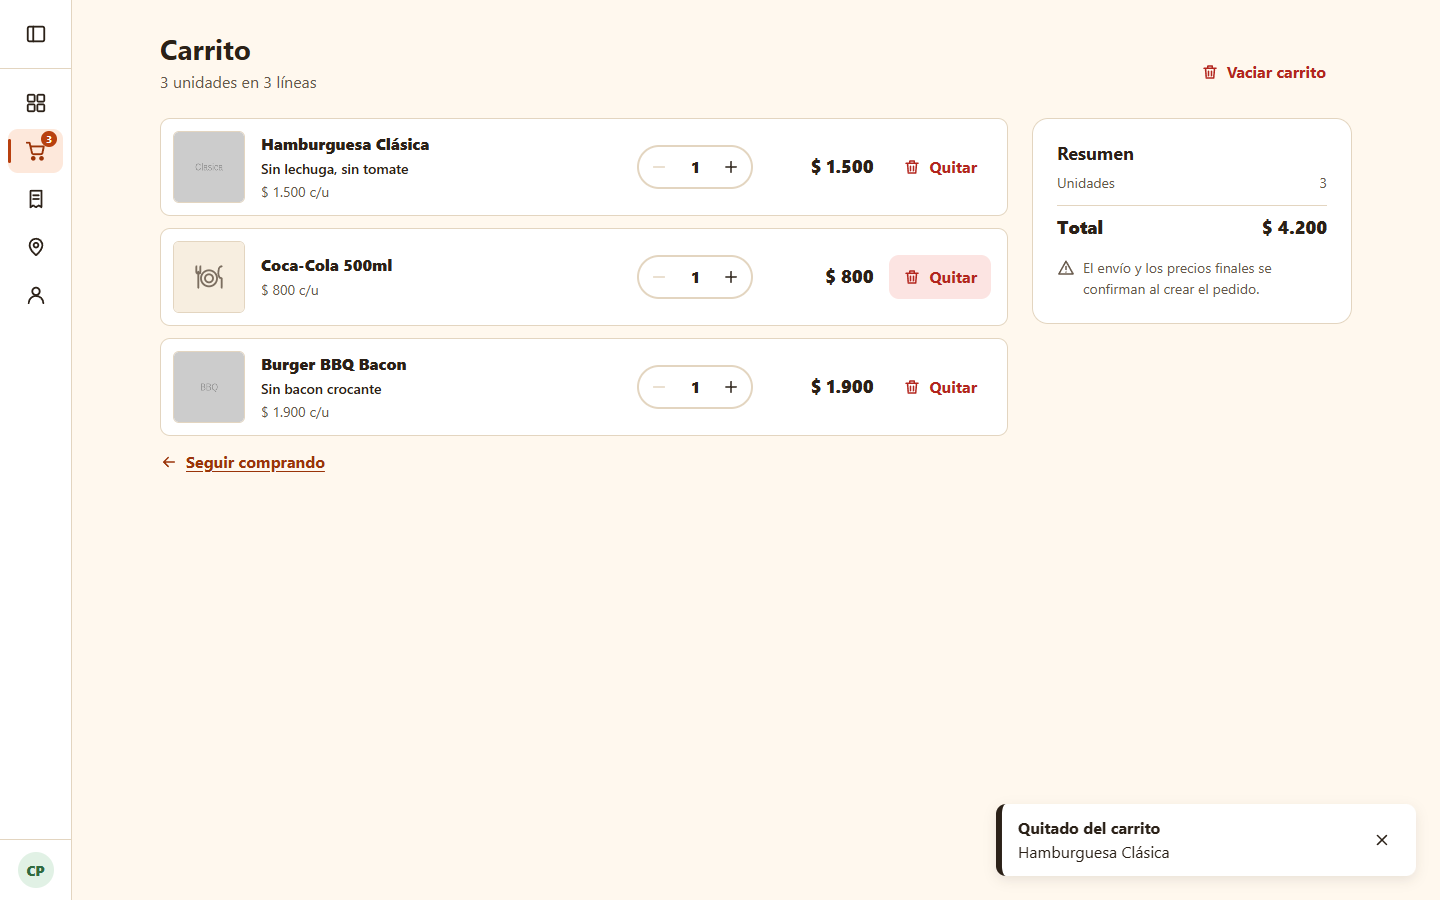 Carrito
3 unidades en 3 líneas
Vaciar carrito
3
Clasica
Hamburguesa Clásica
Sin lechuga, sin tomate
$ 1.500 c/u
1
$ 1.500
Quitar
Coca-Cola 500ml
$ 800 c/u
1
$ 800
Quitar
BBQ
Burger BBQ Bacon
Sin bacon crocante
$ 1.900 c/u
1
$ 1.900
Quitar
Seguir comprando
Resumen
Unidades 3
Total $ 4.200
El envío y los precios finales se
confirman al crear el pedido.
Quitado del carrito
Hamburguesa Clásica
CP